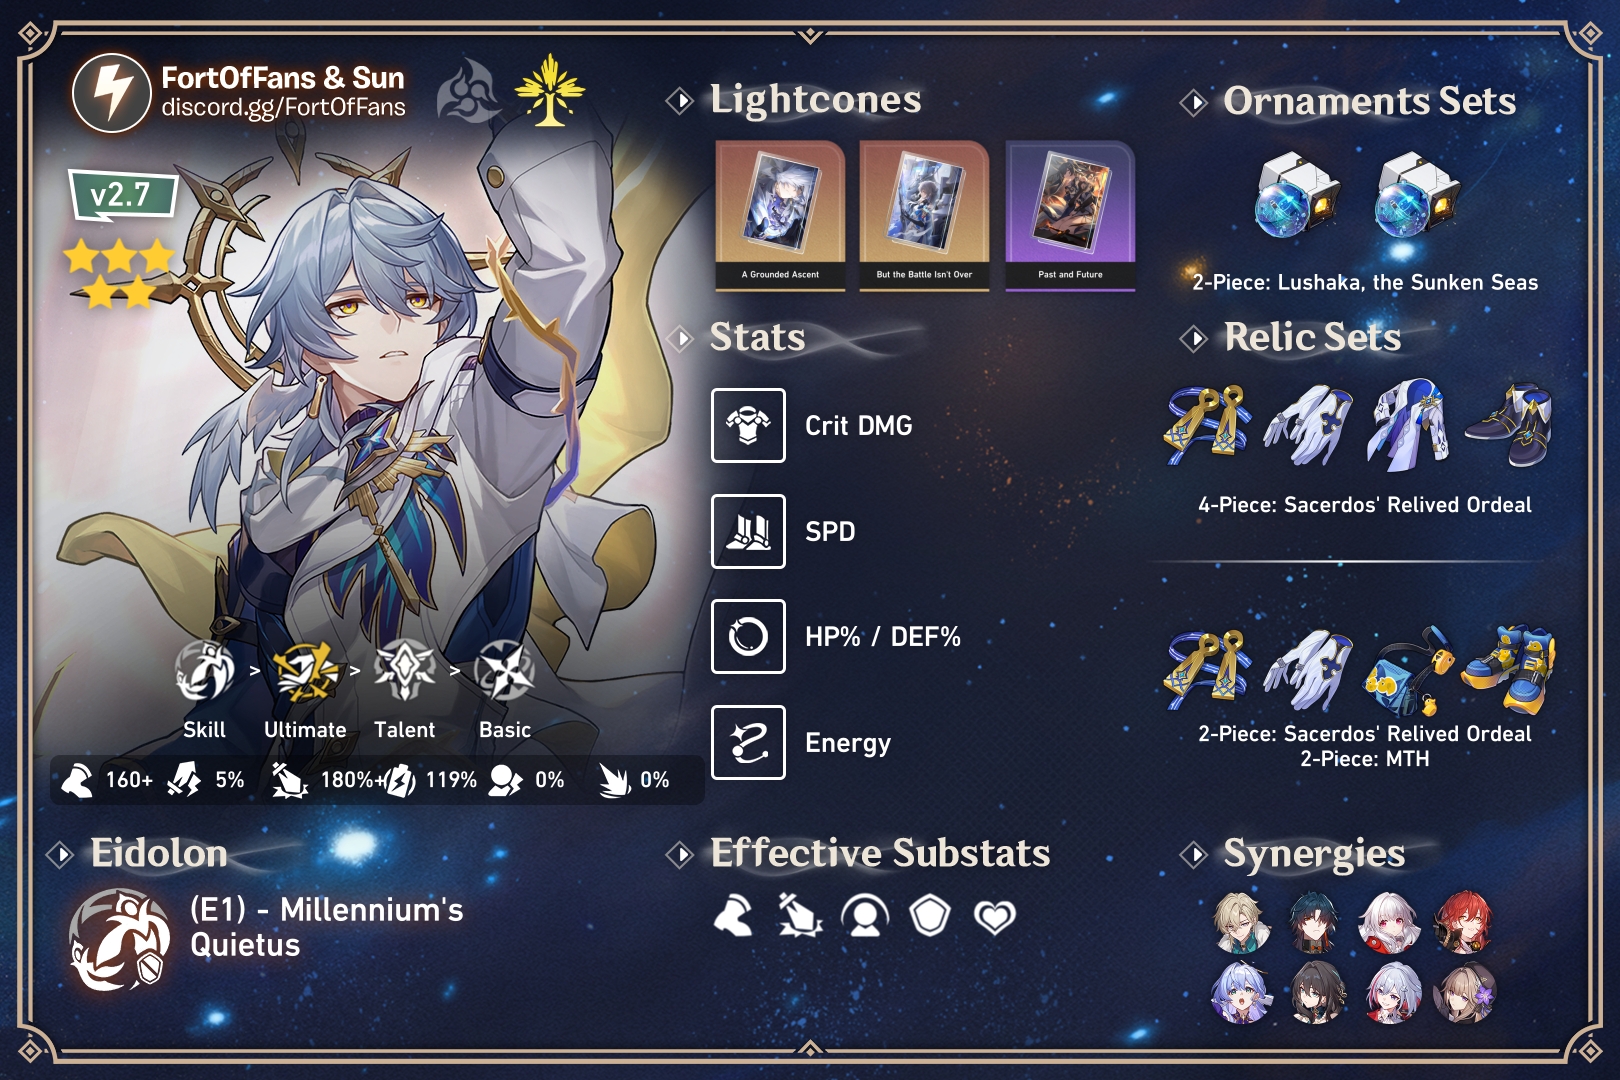 FortOfFans & Sun
discord.gg/FortOfFans
v2.7
Skill > Ultimate > Talent > Basic
160+ 5% 180%+ 119% 0% 0%
Eidolon
(E1) - Millennium's
Quietus
Lightcones
A Grounded Ascent
But the Battle Isn't Over
Past and Future
Stats
Crit DMG
SPD
HP% / DEF%
Energy
Effective Substats
Ornaments Sets
2-Piece: Lushaka, the Sunken Seas
Relic Sets
4-Piece: Sacerdos' Relived Ordeal
2-Piece: Sacerdos' Relived Ordeal
2-Piece: MTH
Synergies